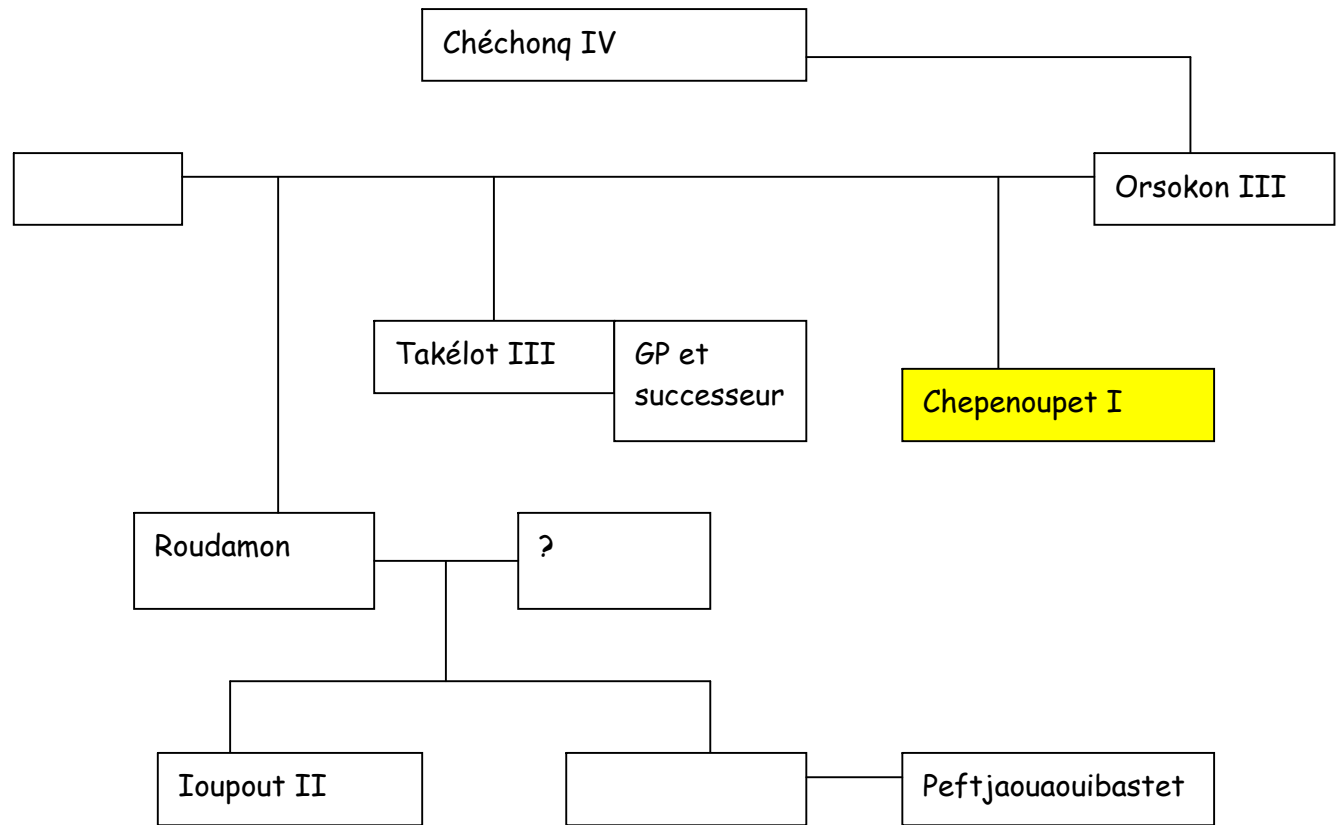 Chéchonq IV
Orsokon III
Takélot III
GP et
successeur
Chepenoupet I
Roudamon
?
Ioupout II
Peftjaouaouibastet